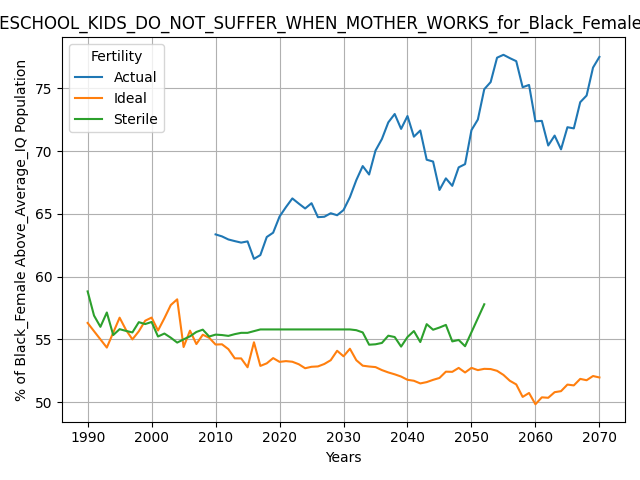 ESCHOOL_KIDS_DO_NOT_SUFFER_WHEN_MOTHER_WORKS_for_Black_Female
Fertility
Actual
Ideal
Sterile
% of Black_Female Above_Average_IQ Population
75
70
65
60
55
50
1990 2000 2010 2020 2030 2040 2050 2060 2070
Years